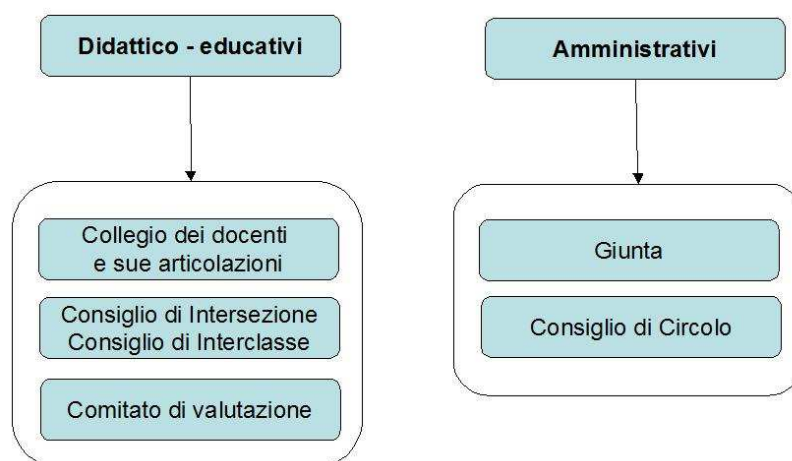 Didattico - educativi
Collegio dei docenti
e sue articolazioni
Consiglio di Intersezione
Consiglio di Interclasse
Comitato di valutazione
Amministrativi
Giunta
Consiglio di Circolo